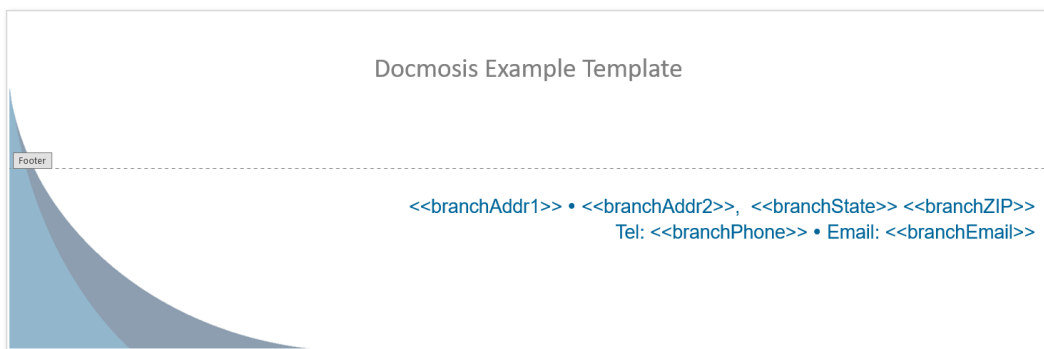 Docmosis Example Template
Footer
<<branchAddr1>> • <<branchAddr2>>,  <<branchState>> <<branchZIP>>
Tel: <<branchPhone>> • Email: <<branchEmail>>